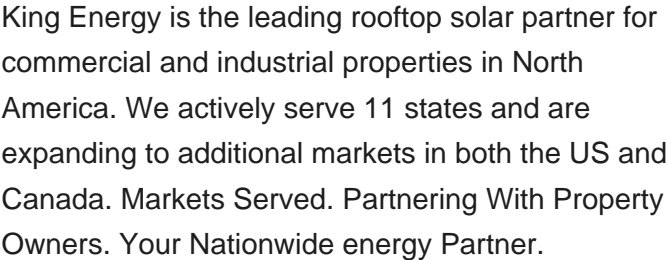 King Energy is the leading rooftop solar partner for
commercial and industrial properties in North
America. We actively serve 11 states and are
expanding to additional markets in both the US and
Canada. Markets Served. Partnering With Property
Owners. Your Nationwide energy Partner.